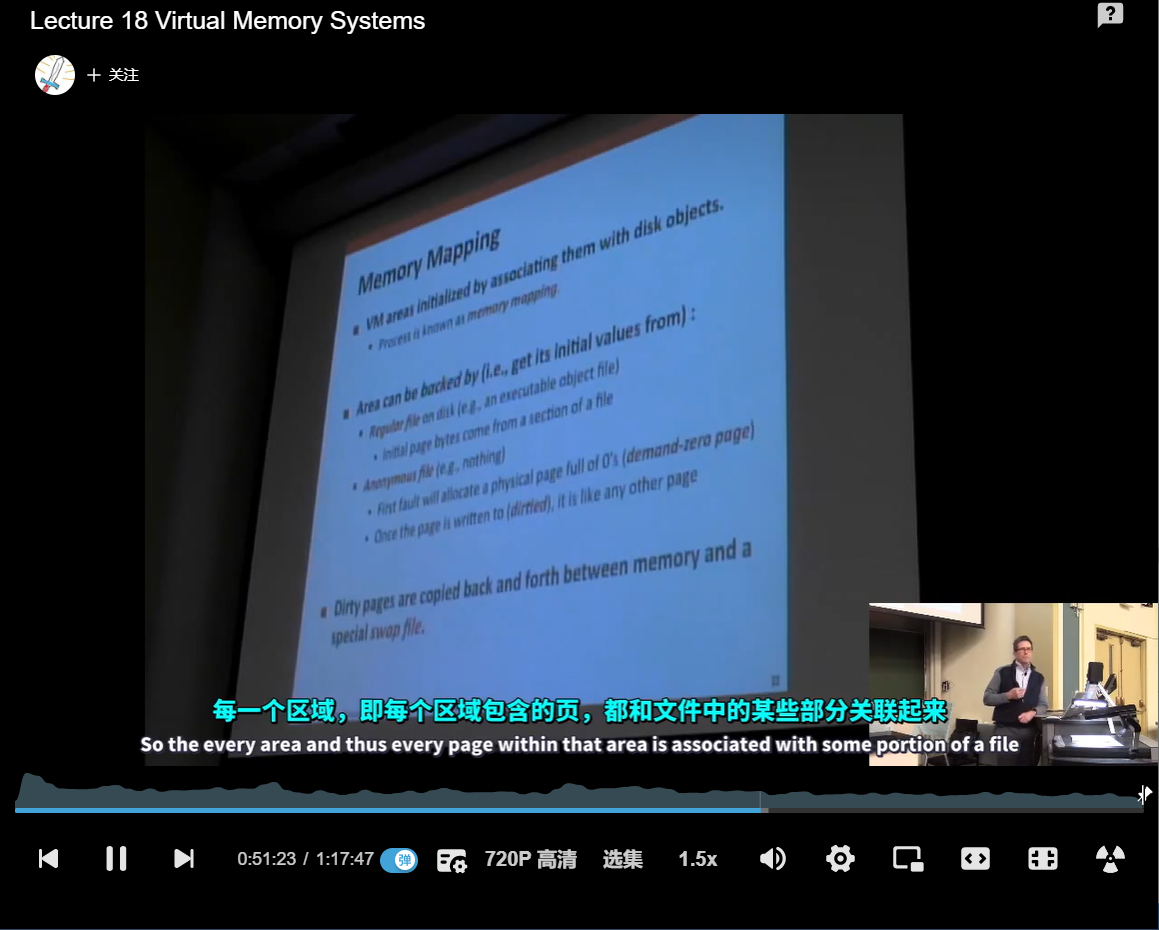 Lecture 18 Virtual Memory Systems
?
+ 关注
Memory Mapping
VM areas initialized by associating them with disk objects.
Process is known as memory mapping.
Area can be backed by (i.e., get its initial values from) :
Regular file on disk (e.g., an executable object file)
Initial page bytes come from a section of a file
Anonymous file (e.g., nothing)
First fault will allocate a physical page full of 0's (demand-zero page)
Once the page is written to (dirtied), it is like any other page
Dirty pages are copied back and forth between memory and a
special swap file.
每一个区域，即每个区域包含的页，都和文件中的某些部分关联起来
So the every area and thus every page within that area is associated with some portion of a file
0:51:23 / 1:17:47 弹 720P 高清 选集 1.5x